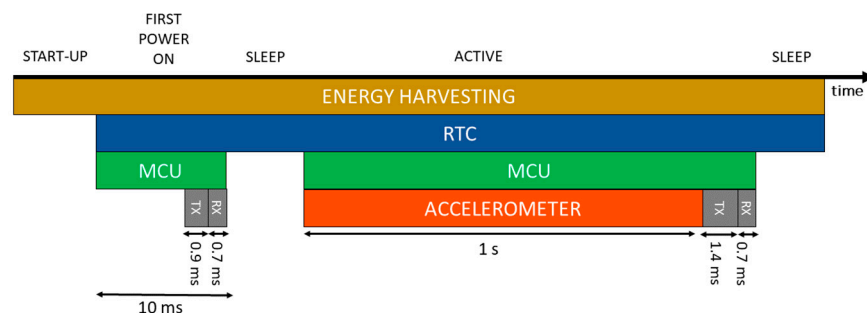 FIRST
POWER
ON
START-UP
SLEEP
ACTIVE
SLEEP
time
ENERGY HARVESTING
RTC
MCU
MCU
TX
RX
ACCELEROMETER
TX
RX
0.9 ms
0.7 ms
1 s
1.4 ms
0.7 ms
10 ms